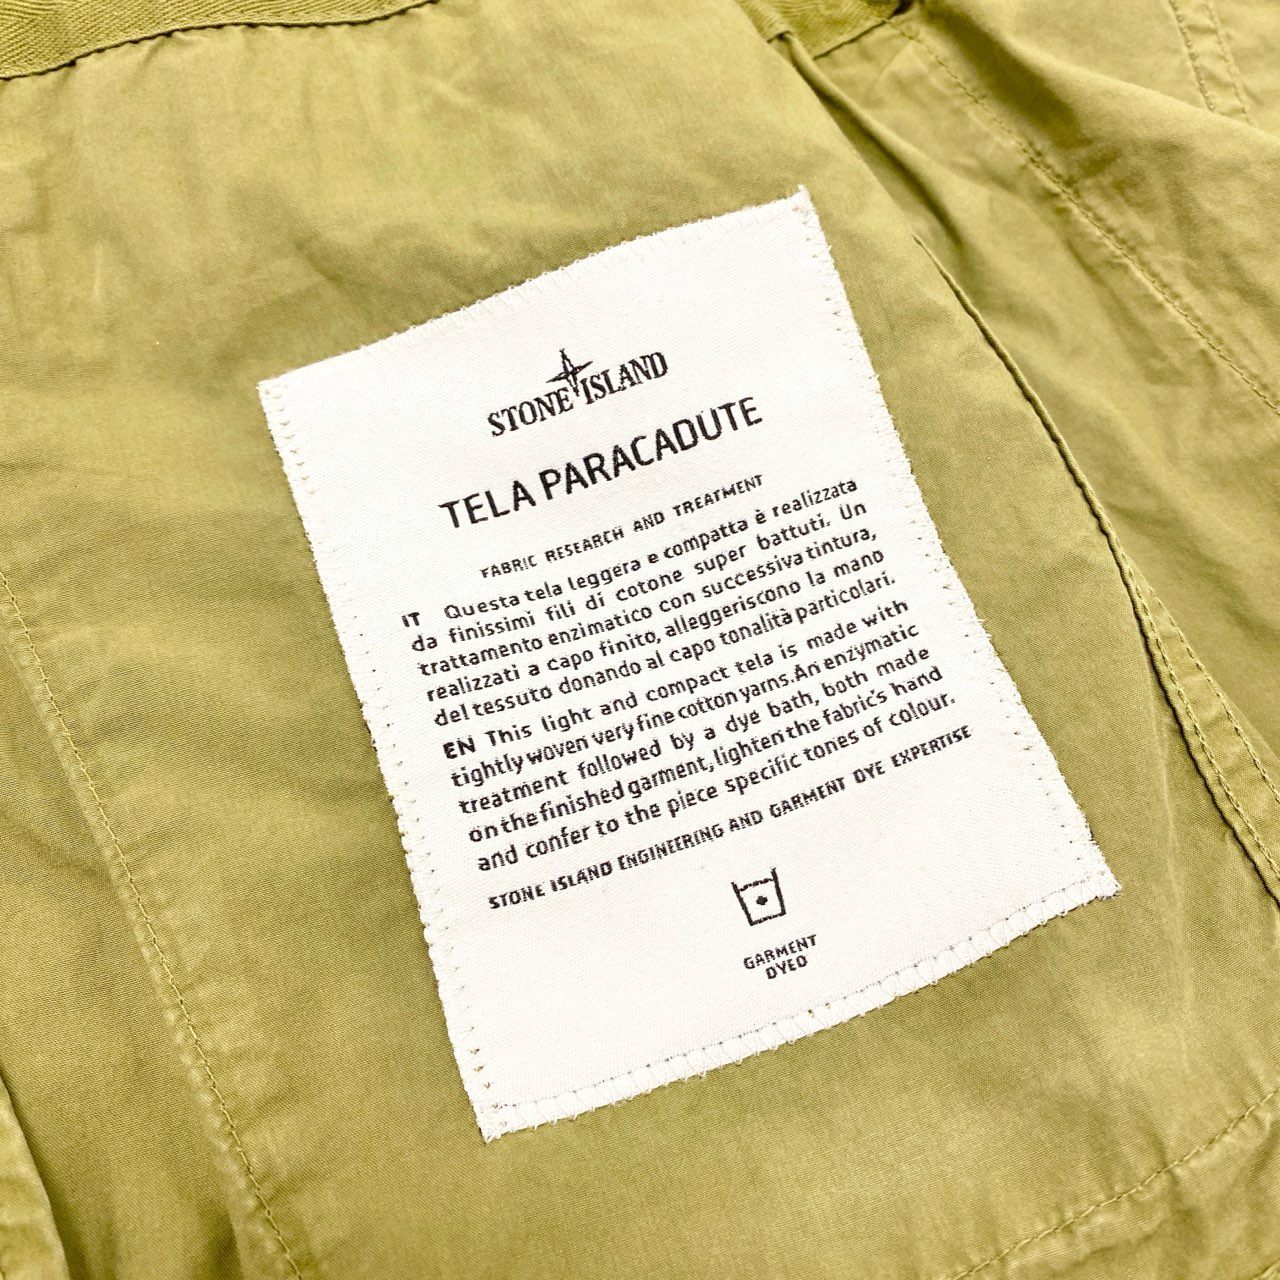 STONE ISLAND
TELA PARACADUTE
FABRIC RESEARCH AND TREATMENT
IT Questa tela leggera e compatta è realizzata
da finissimi fili di cotone super battuti. Un
trattamento enzimatico con successiva tintura,
realizzati a capo finito, alleggeriscono la mano
del tessuto donando al capo tonalità particolari.
EN This light and compact tela is made with
tightly woven very fine cotton yarns. An enzymatic
treatment followed by a dye bath, both made
on the finished garment, lighten the fabric's hand
and confer to the piece specific tones of colour.
STONE ISLAND ENGINEERING AND GARMENT DYE EXPERTISE
GARMENT
DYED